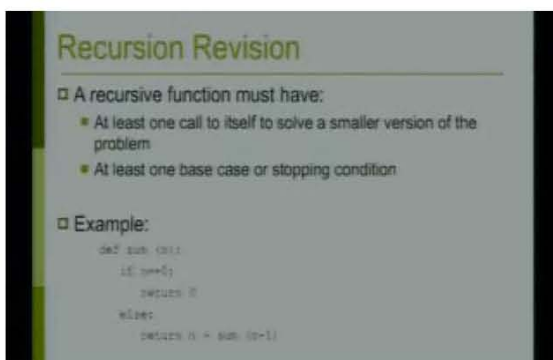 Recursion Revision
A recursive function must have:
At least one call to itself to solve a smaller version of the
problem
At least one base case or stopping condition
Example:
def sum (n):
if n==0:
return 0
else:
return n + sum (n-1)